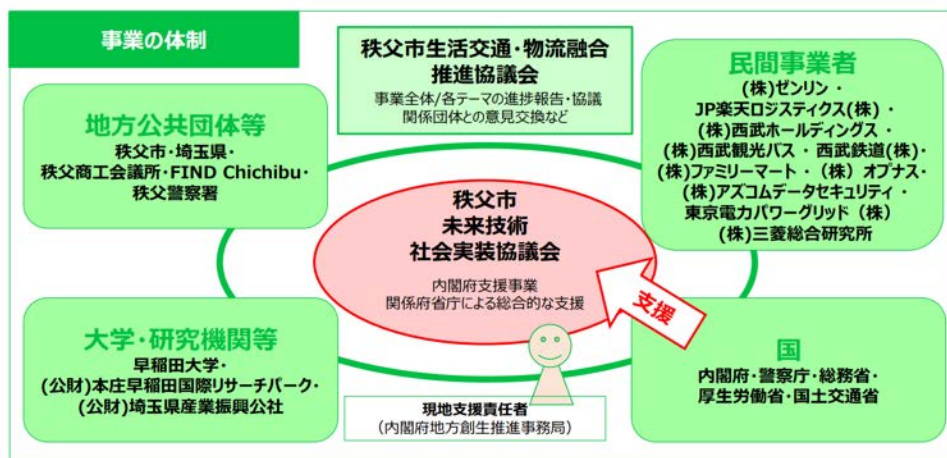 事業の体制
秩父市生活交通・物流融合
推進協議会
事業全体/各テーマの進捗報告・協議
関係団体との意見交換など
地方公共団体等
秩父市・埼玉県・
秩父商工会議所・FIND Chichibu・
秩父警察署
民間事業者
(株)ゼンリン・
JP楽天ロジスティクス(株)・
(株)西武ホールディングス・
(株)西武観光バス・西武鉄道(株)・
(株)ファミリーマート・（株）オプナス・
(株)アズコムデータセキュリティ・
東京電力パワーグリッド（株）
(株)三菱総合研究所
秩父市
未来技術
社会実装協議会
内閣府支援事業
関係府省庁による総合的な支援
支援
大学・研究機関等
早稲田大学・
(公財)本庄早稲田国際リサーチパーク・
(公財)埼玉県産業振興公社
国
内閣府・警察庁・総務省・
厚生労働省・国土交通省
現地支援責任者
（内閣府地方創生推進事務局）